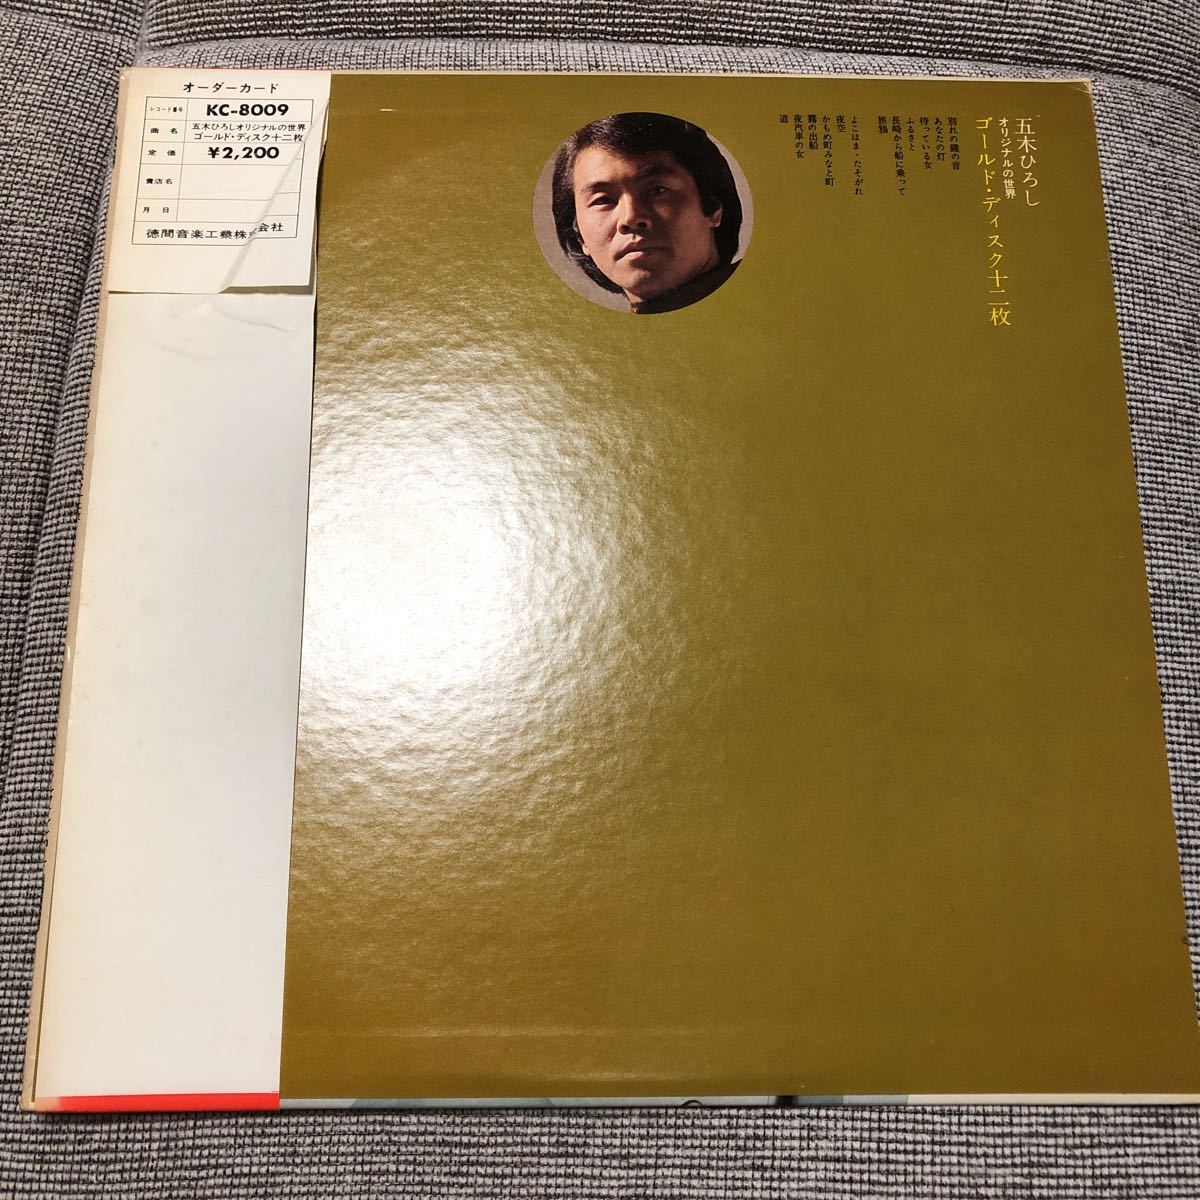 オーダーカード
レコード番号 KC-8009
曲名 五木ひろしオリジナルの世界
ゴールド・ディスク十二枚
定価 ¥2,200
貴店名
月日
徳間音楽工業株式会社
五木ひろし
オリジナルの世界
ゴールド・ディスク十二枚
別れの鐘の音
あなたの灯
待っている女
ふるさと
長崎から船に乗って
旅鴉
よこはま・たそがれ
夜空
かもめ町みなと町
霧の出船
夜汽車の女
道